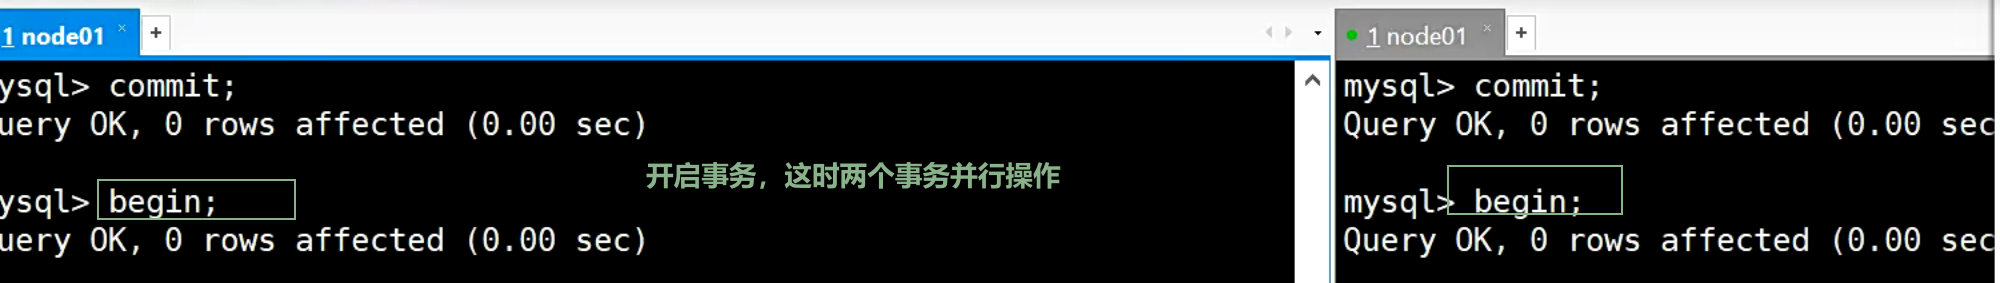 1 node01 × +
ysql> commit;
uery OK, 0 rows affected (0.00 sec)
开启事务，这时两个事务并行操作
ysql> begin;
uery OK, 0 rows affected (0.00 sec)
1 node01 × +
mysql> commit;
Query OK, 0 rows affected (0.00 sec
mysql> begin;
Query OK, 0 rows affected (0.00 sec